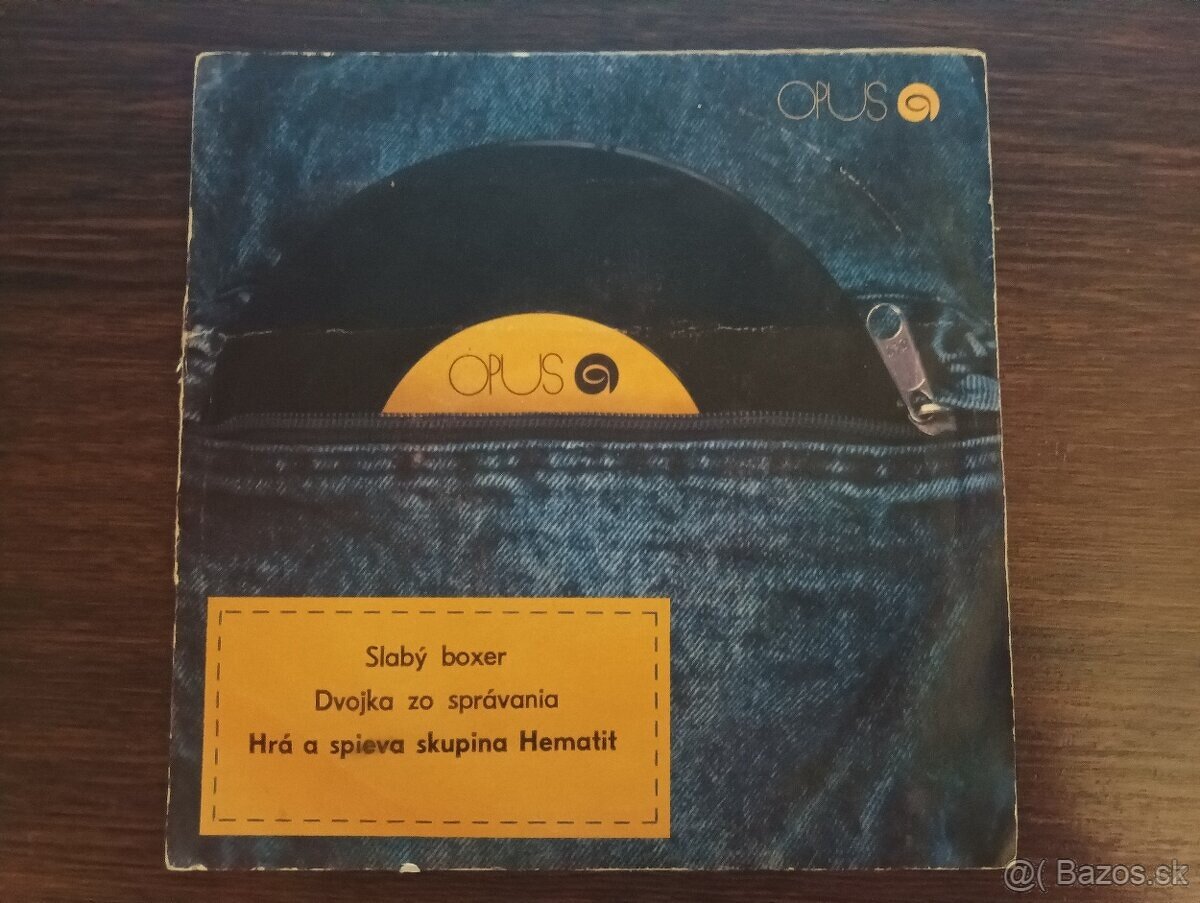 OPUS
OPUS
Slabý boxer
Dvojka zo správania
Hrá a spieva skupina Hematit
@( Bazos.sk